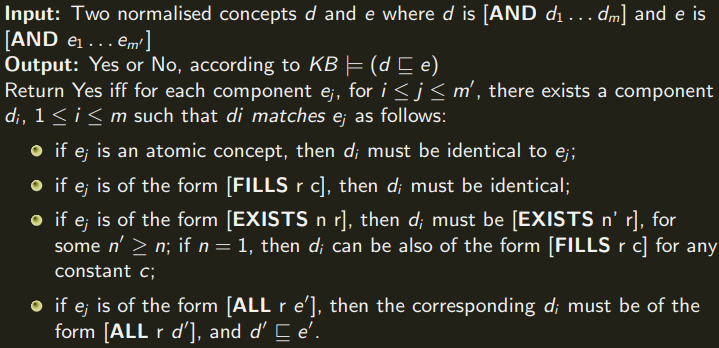 Input: Two normalised concepts d and e where d is [AND d₁ … dₘ] and e is
[AND e₁ … eₘ′]
Output: Yes or No, according to KB ⊨ (d ⊑ e)
Return Yes iff for each component eⱼ, for i ≤ j ≤ m′, there exists a component
dᵢ, 1 ≤ i ≤ m such that di matches eⱼ as follows:
if eⱼ is an atomic concept, then dᵢ must be identical to eⱼ;
if eⱼ is of the form [FILLS r c], then dᵢ must be identical;
if eⱼ is of the form [EXISTS n r], then dᵢ must be [EXISTS n' r], for
some n′ ≥ n; if n = 1, then dᵢ can be also of the form [FILLS r c] for any
constant c;
if eⱼ is of the form [ALL r e′], then the corresponding dᵢ must be of the
form [ALL r d′], and d′ ⊑ e′.